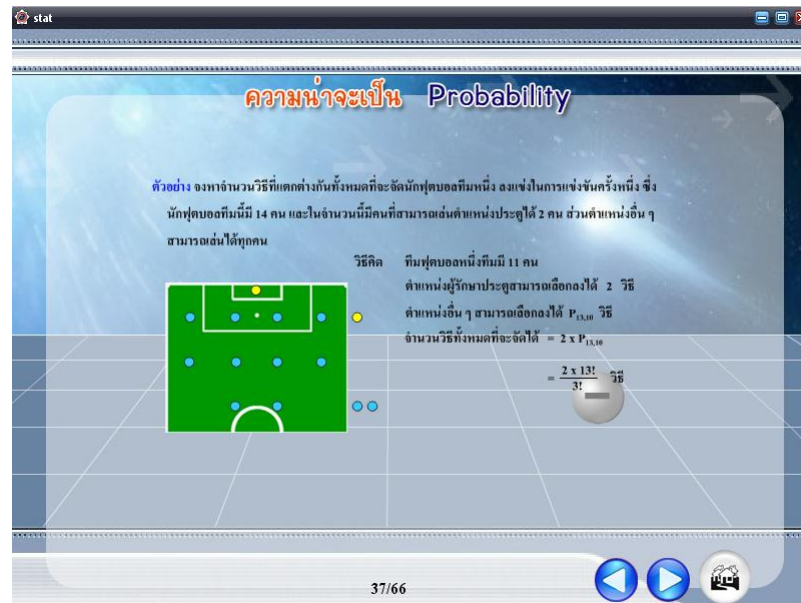 stat
ความน่าจะเป็น Probability
ตัวอย่าง จงหาจำนวนวิธีที่แตกต่างกันทั้งหมดที่จะจัดนักฟุตบอลทีมหนึ่ง ลงแข่งในการแข่งขันครั้งหนึ่ง ซึ่ง
นักฟุตบอลทีมนี้มี 14 คน และในจำนวนนี้มีคนที่สามารถเล่นตำแหน่งประตูได้ 2 คน ส่วนตำแหน่งอื่น ๆ
สามารถเล่นได้ทุกคน
วิธีคิด ทีมฟุตบอลหนึ่งทีมมี 11 คน
ตำแหน่งผู้รักษาประตูสามารถเลือกลงได้ 2 วิธี
ตำแหน่งอื่น ๆ สามารถเลือกลงได้ P13,10 วิธี
จำนวนวิธีทั้งหมดที่จะจัดได้ = 2 x P13,10
= 2 x 13! / 3! วิธี
37/66